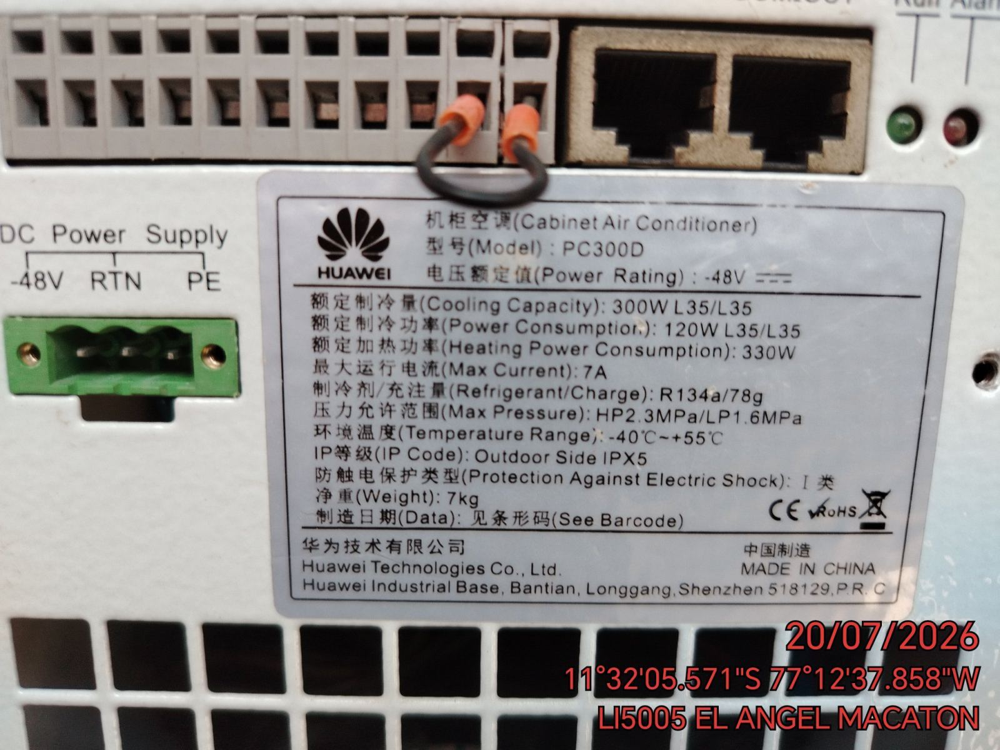 Run Alarm
DC Power Supply
-48V RTN PE
HUAWEI
机柜空调(Cabinet Air Conditioner)
型号(Model) : PC300D
电压额定值(Power Rating) : -48V
额定制冷量(Cooling Capacity): 300W L35/L35
额定制冷功率(Power Consumption): 120W L35/L35
额定加热功率(Heating Power Consumption): 330W
最大运行电流(Max Current): 7A
制冷剂/充注量(Refrigerant/Charge): R134a/78g
压力允许范围(Max Pressure): HP2.3MPa/LP1.6MPa
环境温度(Temperature Range): -40℃~+55℃
IP等级(IP Code): Outdoor Side IPX5
防触电保护类型(Protection Against Electric Shock): I 类
净重(Weight): 7kg
制造日期(Data): 见条形码(See Barcode)
CE RoHS
华为技术有限公司
中国制造
Huawei Technologies Co., Ltd.
MADE IN CHINA
Huawei Industrial Base, Bantian, Longgang, Shenzhen 518129, P.R. C
20/07/2026
11°32'05.571"S 77°12'37.858"W
LI5005 EL ANGEL MACATON